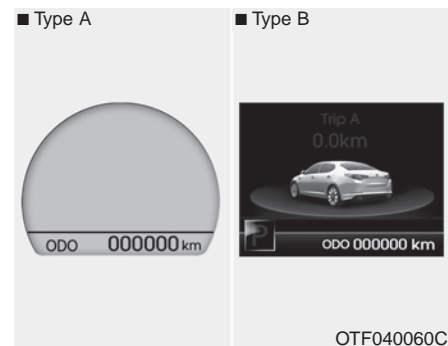 ■ Type A
ODO 000000 km
■ Type B
Trip A
0.0km
P
ODO 000000 km
OTF040060C